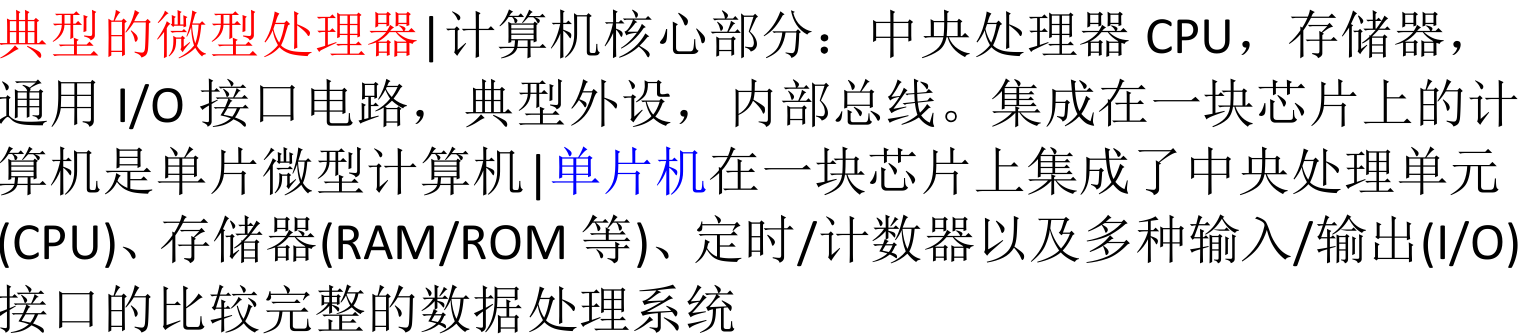 典型的微型处理器|计算机核心部分：中央处理器 CPU，存储器，
通用 I/O 接口电路，典型外设，内部总线。集成在一块芯片上的计
算机是单片微型计算机|单片机在一块芯片上集成了中央处理单元
(CPU)、存储器(RAM/ROM 等)、定时/计数器以及多种输入/输出(I/O)
接口的比较完整的数据处理系统